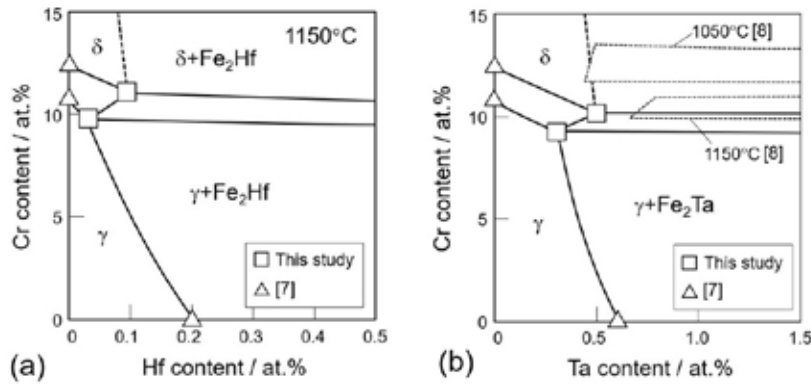 15
10
5
0
Cr content / at.%
δ
δ+Fe₂Hf
1150°C
γ+Fe₂Hf
γ
This study
[7]
0 0.1 0.2 0.3 0.4 0.5
(a) Hf content / at.%
15
10
5
0
Cr content / at.%
δ
1050°C [8]
1150°C [8]
γ+Fe₂Ta
γ
This study
[7]
0 0.5 1.0 1.5
(b) Ta content / at.%